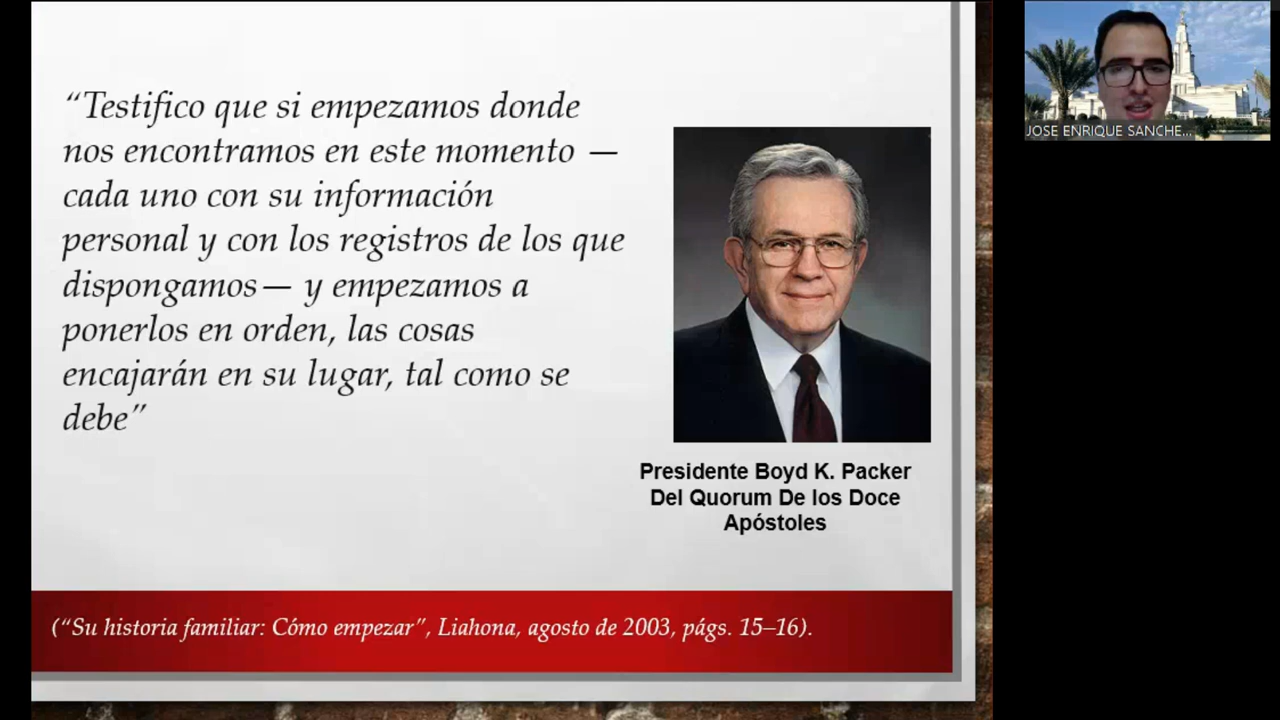 “Testifico que si empezamos donde
nos encontramos en este momento —
cada uno con su información
personal y con los registros de los que
dispongamos— y empezamos a
ponerlos en orden, las cosas
encajarán en su lugar, tal como se
debe”
Presidente Boyd K. Packer
Del Quorum De los Doce
Apóstoles
(“Su historia familiar: Cómo empezar”, Liahona, agosto de 2003, págs. 15–16).
JOSE ENRIQUE SANCHE...